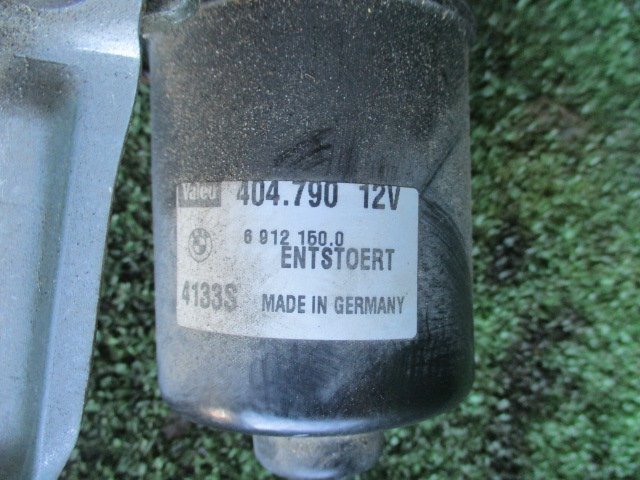 Valeo 404.790 12V
6 912 150.0
ENTSTOERT
4133S MADE IN GERMANY